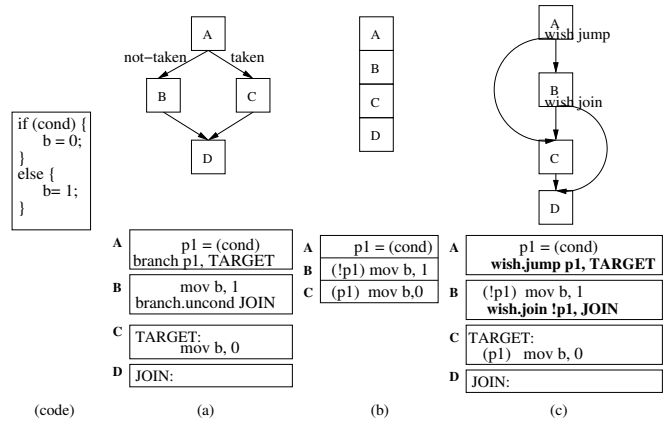 if (cond) {
b = 0;
}
else {
b= 1;
}
(code)
A
not−taken
taken
B
C
D
A
p1 = (cond)
branch p1, TARGET
B
mov b, 1
branch.uncond JOIN
C
TARGET:
mov b, 0
D
JOIN:
(a)
A
B
C
D
A
p1 = (cond)
B
(!p1) mov b, 1
C
(p1) mov b,0
(b)
A
wish jump
B
wish join
C
D
A
p1 = (cond)
wish.jump p1, TARGET
B
(!p1) mov b, 1
wish.join !p1, JOIN
C
TARGET:
(p1) mov b, 0
D
JOIN:
(c)